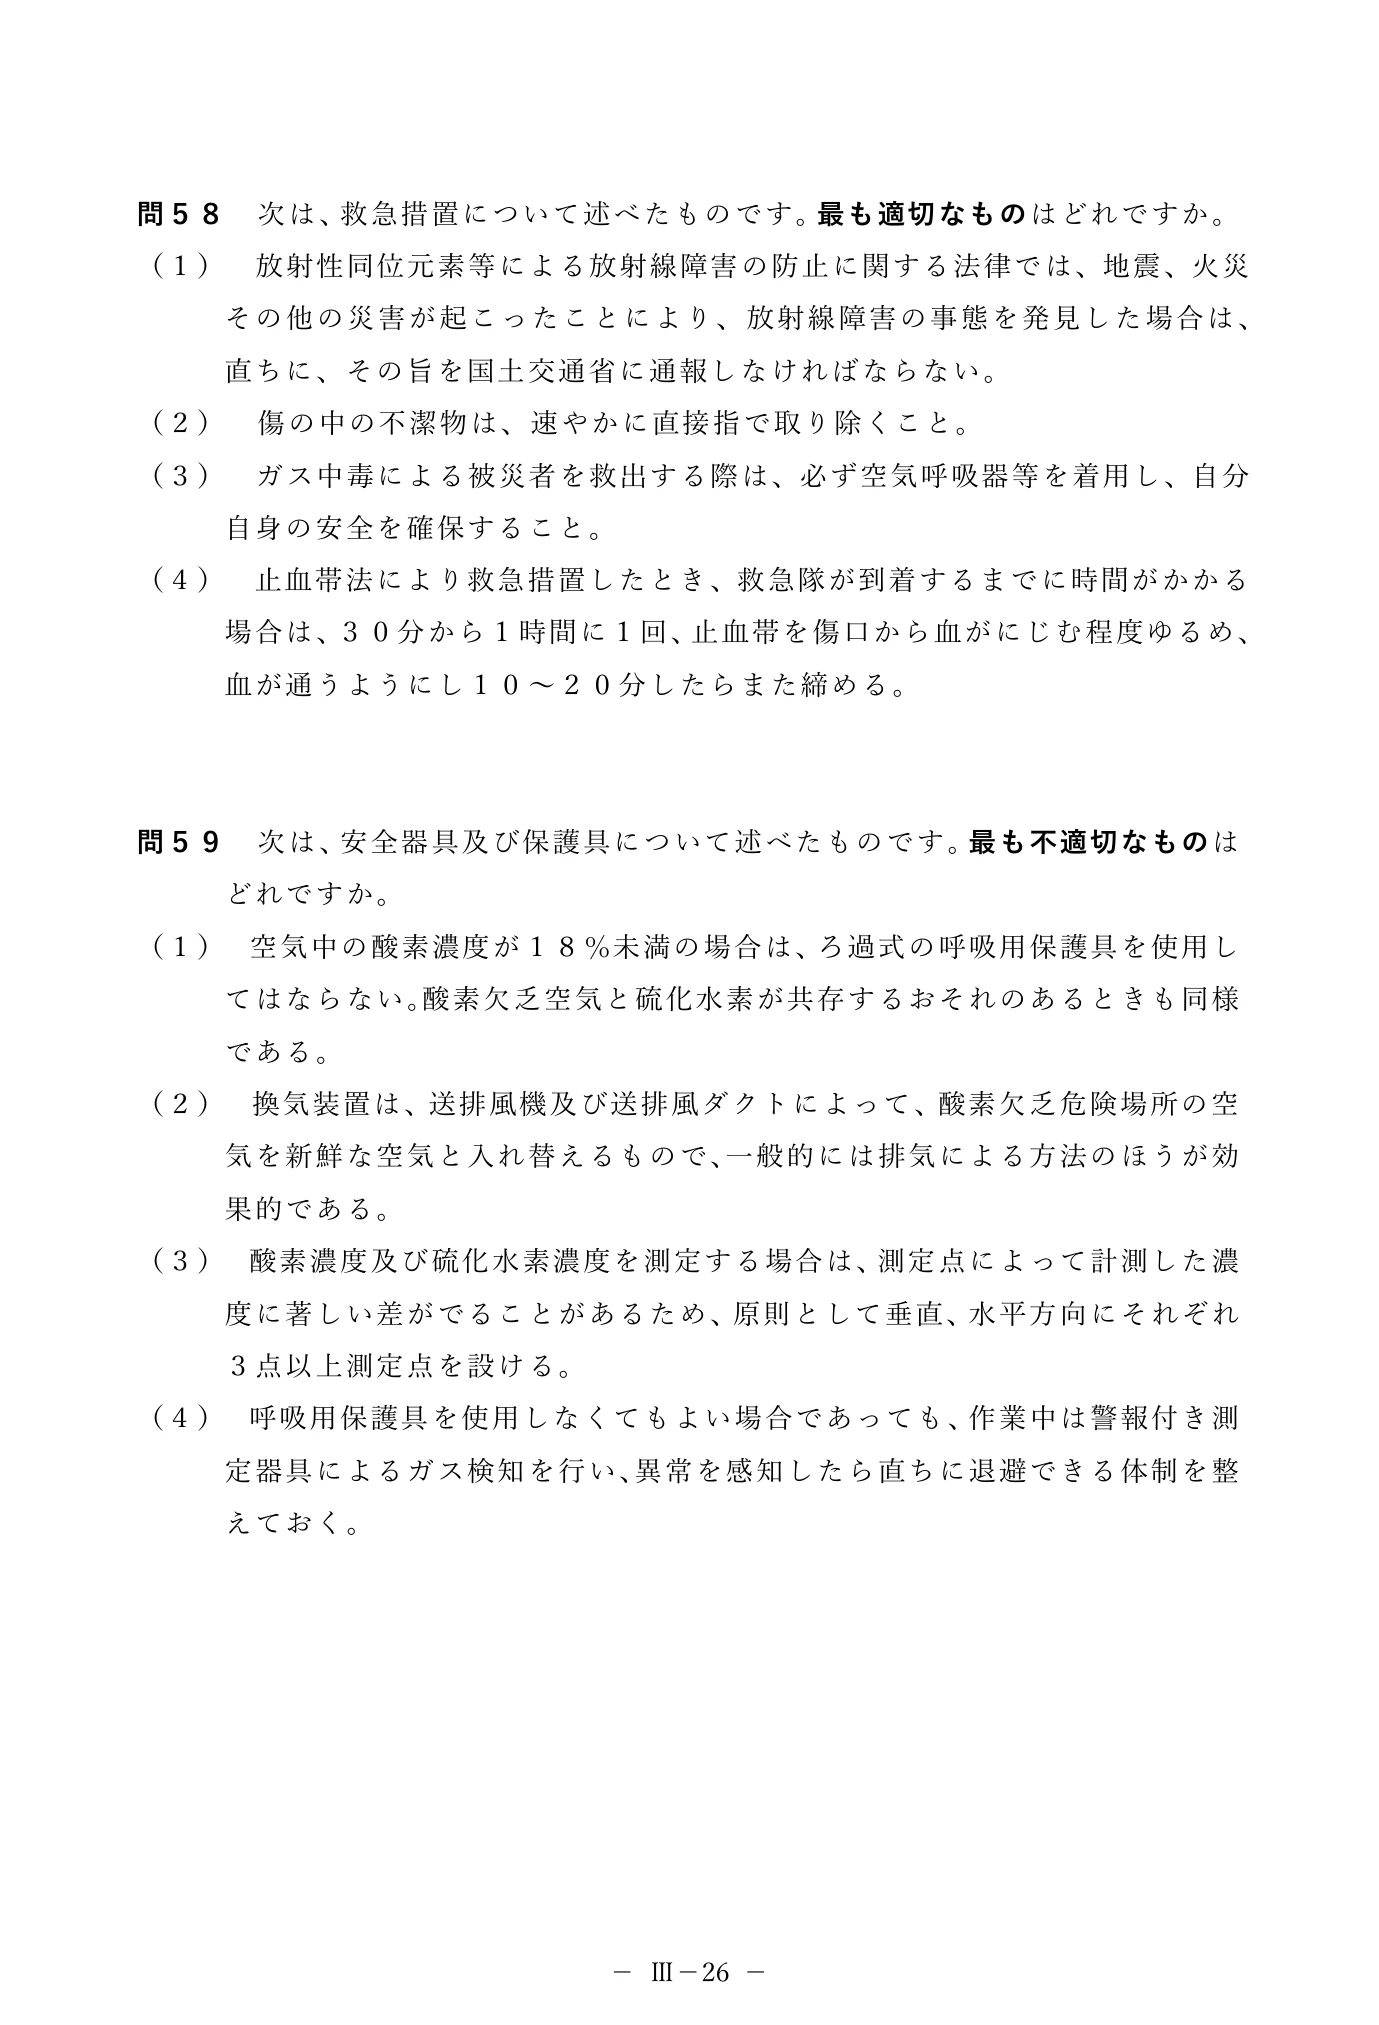 問５８　次は、救急措置について述べたものです。最も適切なものはどれですか。
（１）　放射性同位元素等による放射線障害の防止に関する法律では、地震、火災
その他の災害が起こったことにより、放射線障害の事態を発見した場合は、
直ちに、その旨を国土交通省に通報しなければならない。
（２）　傷の中の不潔物は、速やかに直接指で取り除くこと。
（３）　ガス中毒による被災者を救出する際は、必ず空気呼吸器等を着用し、自分
自身の安全を確保すること。
（４）　止血帯法により救急措置したとき、救急隊が到着するまでに時間がかかる
場合は、３０分から１時間に１回、止血帯を傷口から血がにじむ程度ゆるめ、
血が通うようにし１０～２０分したらまた締める。
問５９　次は、安全器具及び保護具について述べたものです。最も不適切なものは
どれですか。
（１）　空気中の酸素濃度が１８％未満の場合は、ろ過式の呼吸用保護具を使用し
てはならない。酸素欠乏空気と硫化水素が共存するおそれのあるときも同様
である。
（２）　換気装置は、送排風機及び送排風ダクトによって、酸素欠乏危険場所の空
気を新鮮な空気と入れ替えるもので、一般的には排気による方法のほうが効
果的である。
（３）　酸素濃度及び硫化水素濃度を測定する場合は、測定点によって計測した濃
度に著しい差がでることがあるため、原則として垂直、水平方向にそれぞれ
３点以上測定点を設ける。
（４）　呼吸用保護具を使用しなくてもよい場合であっても、作業中は警報付き測
定器具によるガス検知を行い、異常を感知したら直ちに退避できる体制を整
えておく。
－ Ⅲ－26 －